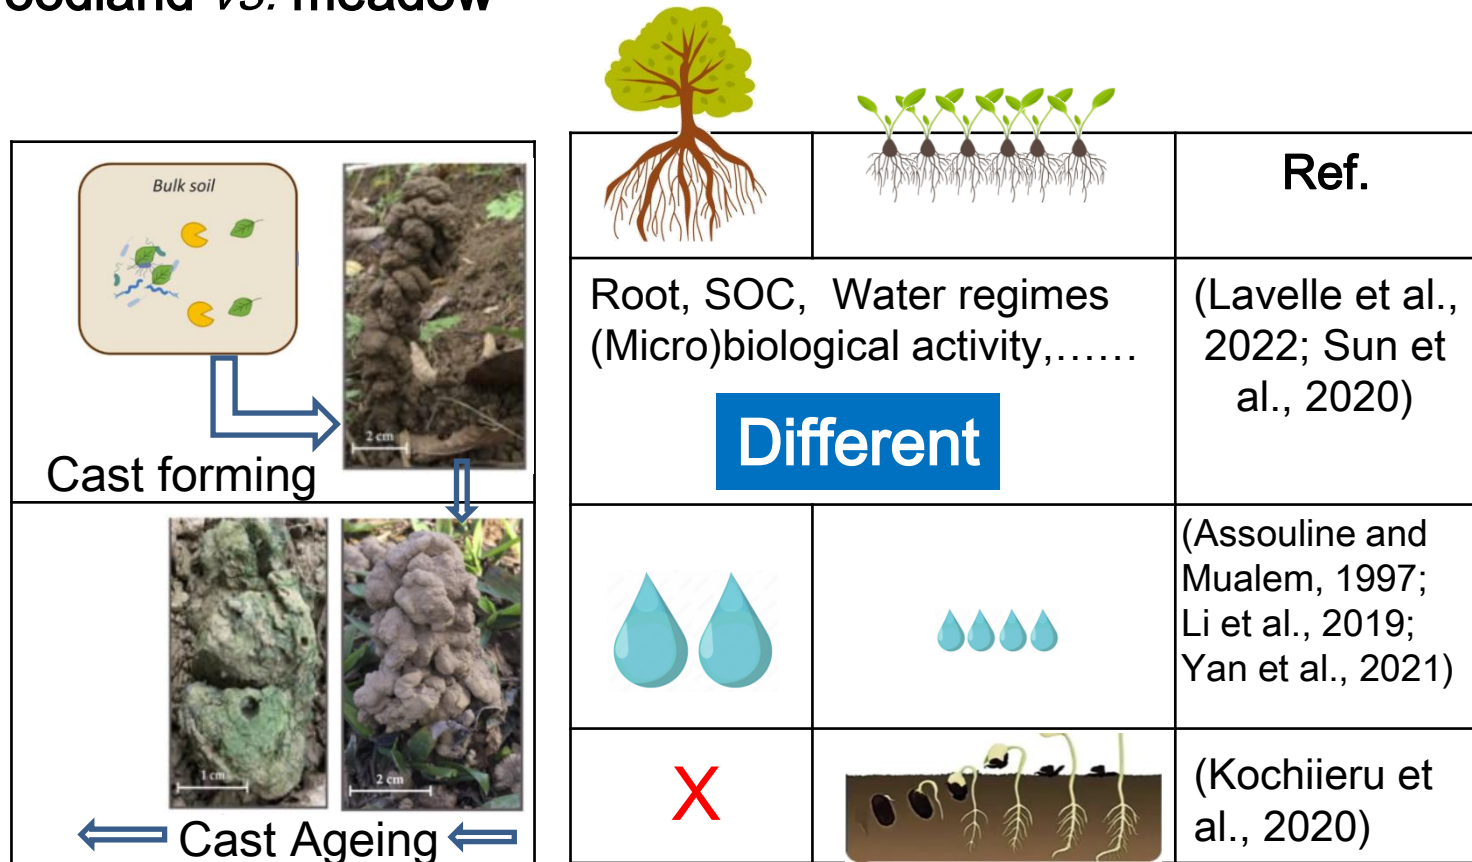 vs. meadow
Bulk soil
2 cm
Cast forming
1 cm
2 cm
Cast Ageing
Ref.
Root, SOC, Water regimes
(Micro)biological activity,......
Different
(Lavelle et al.,
2022; Sun et
al., 2020)
(Assouline and
Mualem, 1997;
Li et al., 2019;
Yan et al., 2021)
X
(Kochiieru et
al., 2020)